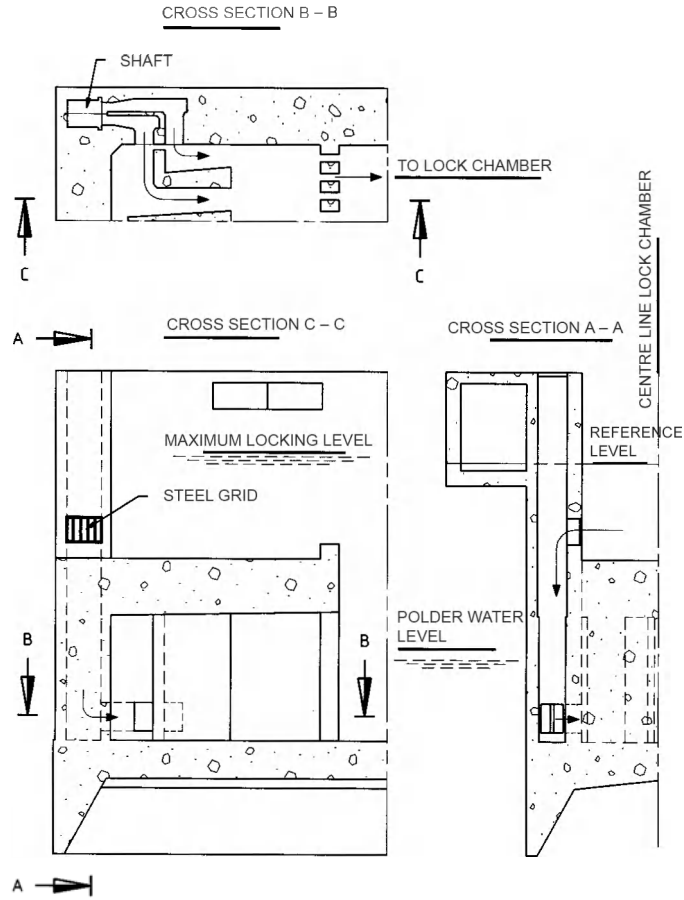 CROSS SECTION B – B
SHAFT
TO LOCK CHAMBER
C
C
CENTRE LINE LOCK CHAMBER
A
CROSS SECTION C – C
CROSS SECTION A – A
MAXIMUM LOCKING LEVEL
REFERENCE
LEVEL
STEEL GRID
POLDER WATER
LEVEL
B
B
A